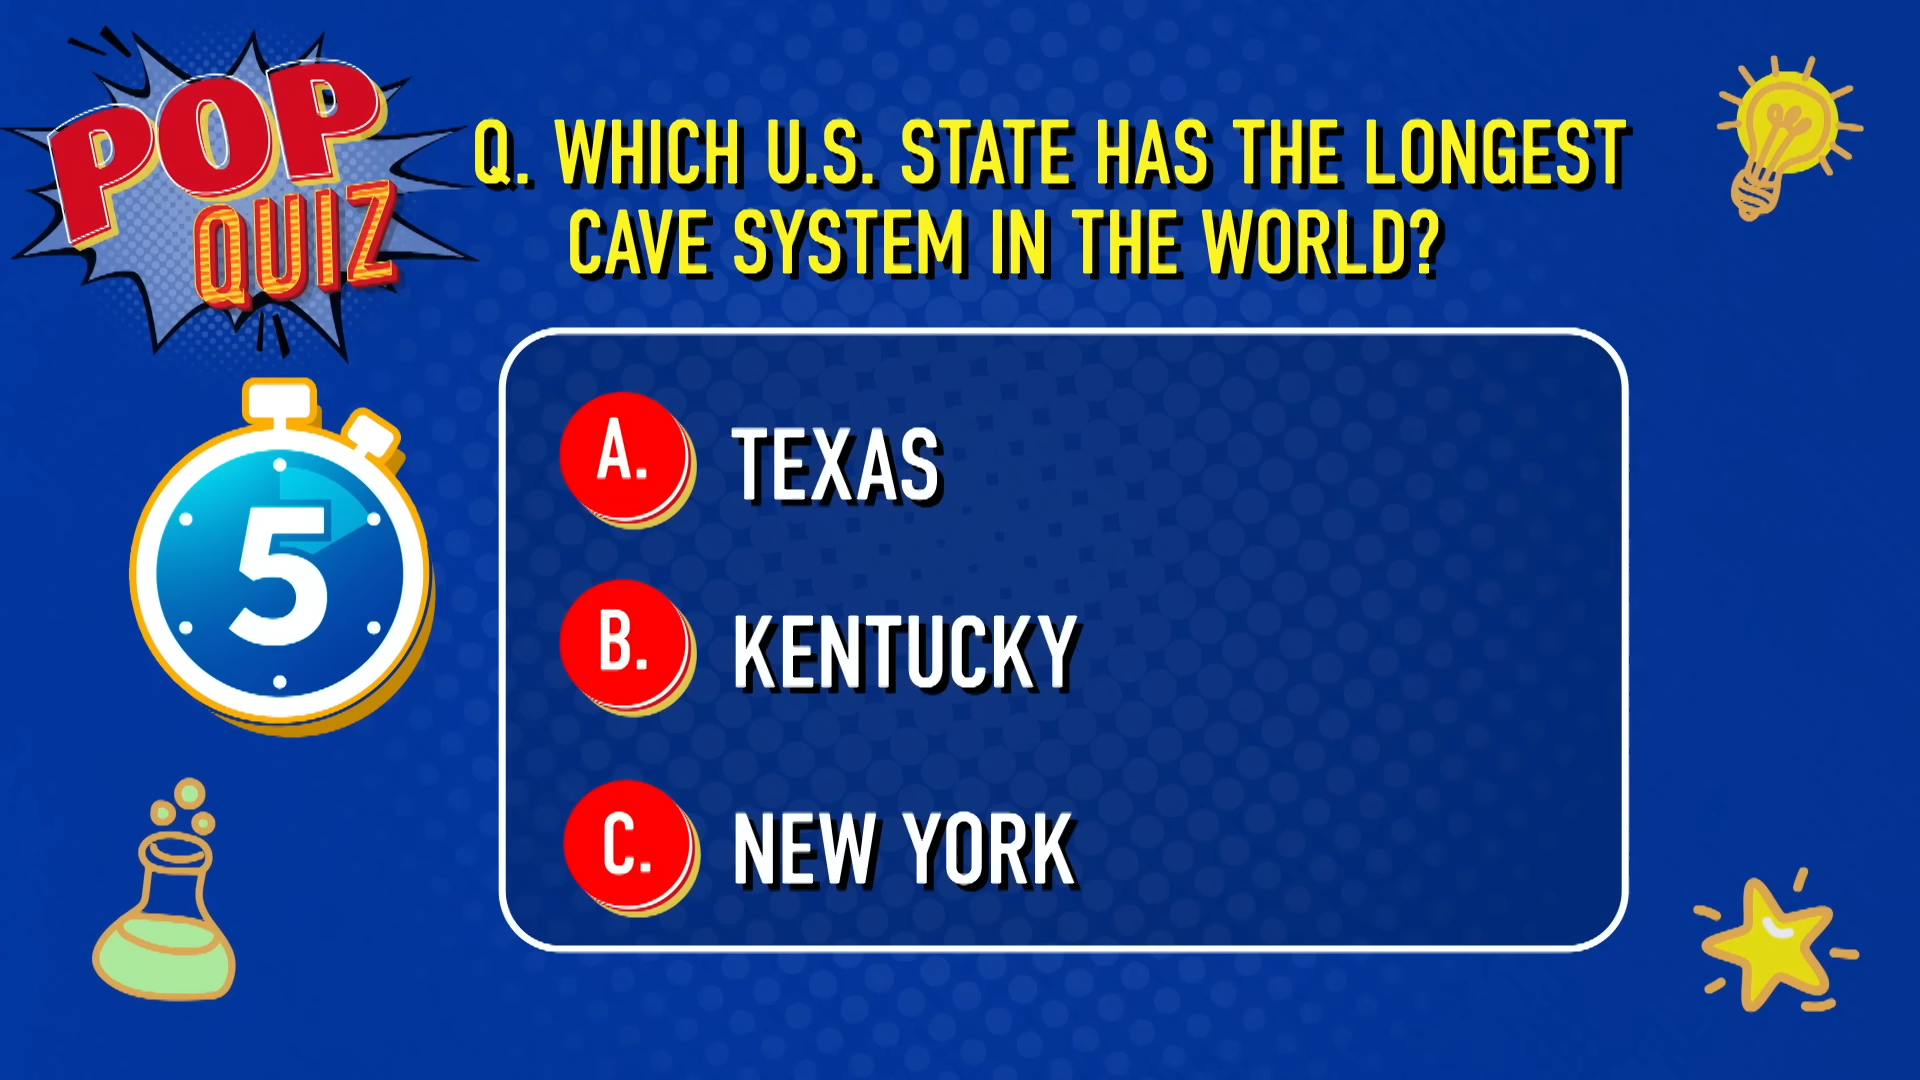 POP
QUIZ
Q. WHICH U.S. STATE HAS THE LONGEST
CAVE SYSTEM IN THE WORLD?
5
A. TEXAS
B. KENTUCKY
C. NEW YORK